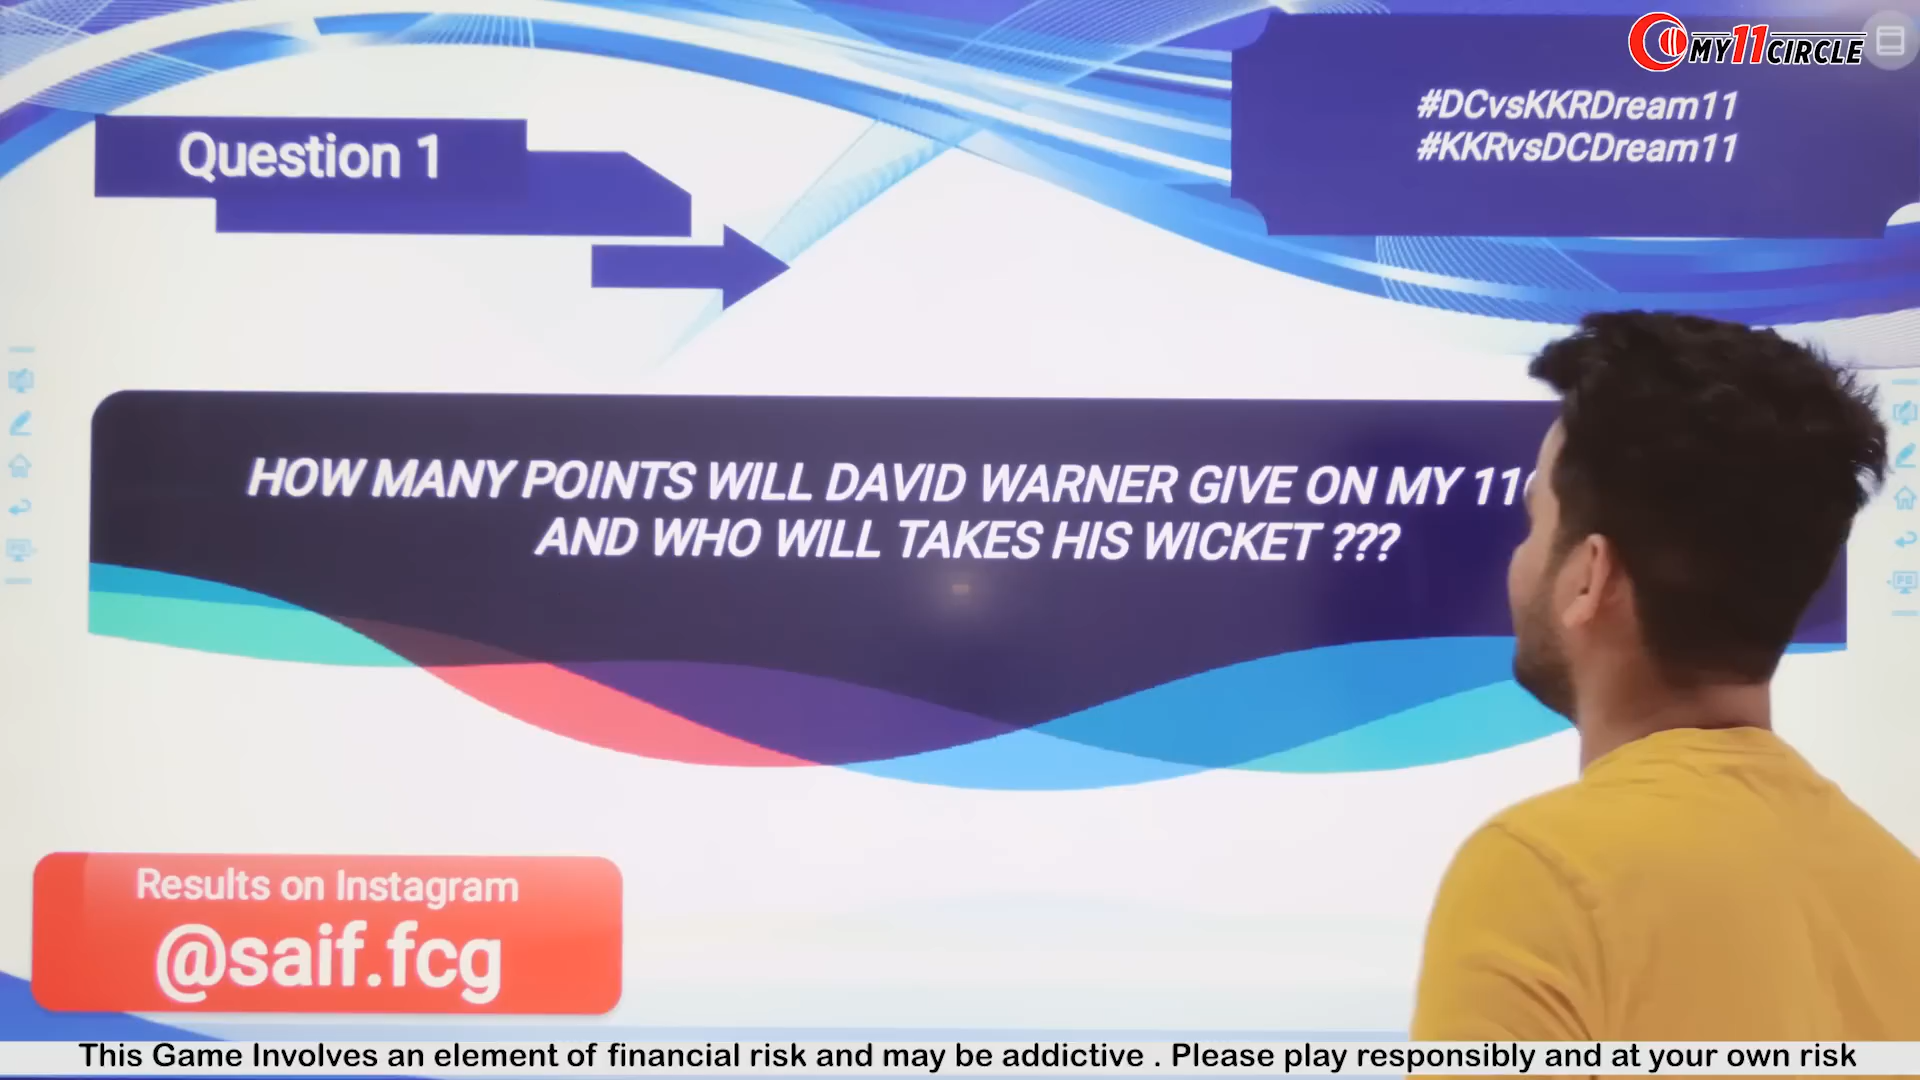 MY11CIRCLE
#DCvsKKRDream11
#KKRvsDCDream11
Question 1
HOW MANY POINTS WILL DAVID WARNER GIVE ON MY 11
AND WHO WILL TAKES HIS WICKET ???
Results on Instagram
@saif.fcg
This Game Involves an element of financial risk and may be addictive . Please play responsibly and at your own risk